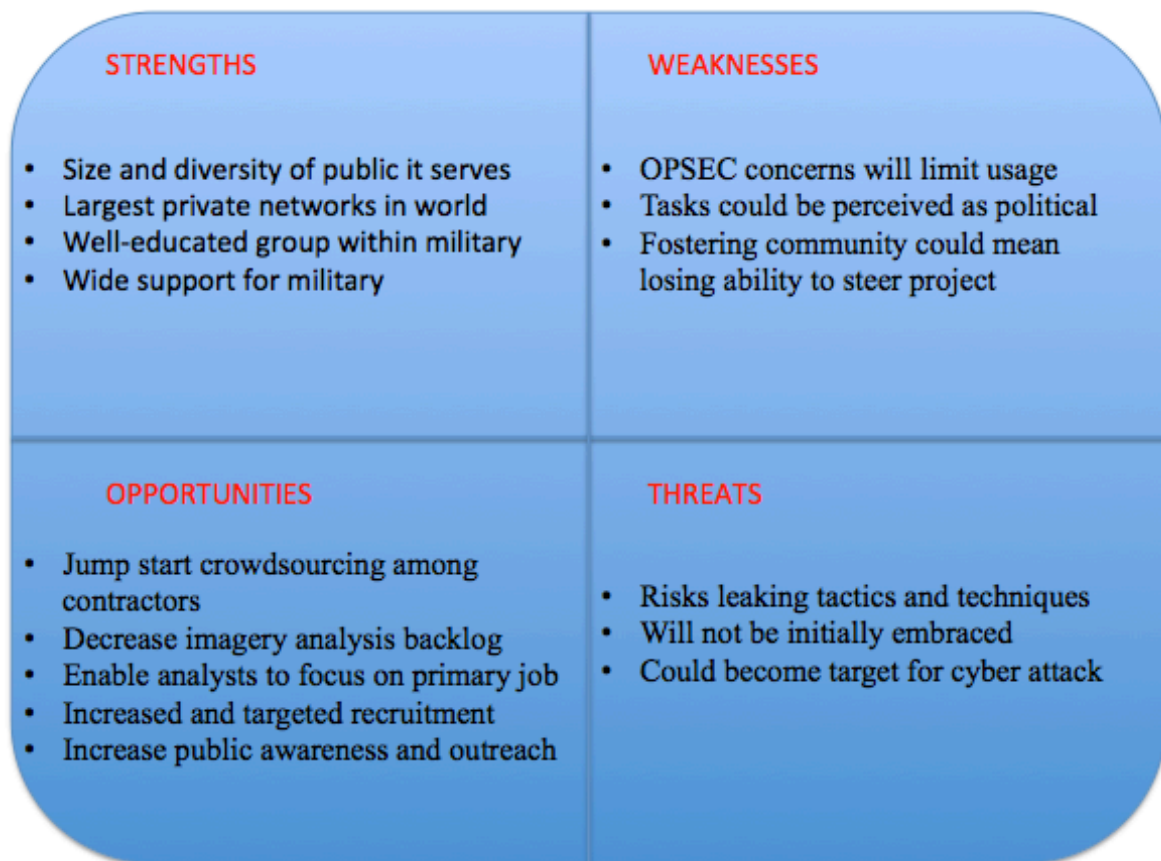 STRENGTHS
• Size and diversity of public it serves
• Largest private networks in world
• Well-educated group within military
• Wide support for military
WEAKNESSES
• OPSEC concerns will limit usage
• Tasks could be perceived as political
• Fostering community could mean
losing ability to steer project
OPPORTUNITIES
• Jump start crowdsourcing among
contractors
• Decrease imagery analysis backlog
• Enable analysts to focus on primary job
• Increased and targeted recruitment
• Increase public awareness and outreach
THREATS
• Risks leaking tactics and techniques
• Will not be initially embraced
• Could become target for cyber attack